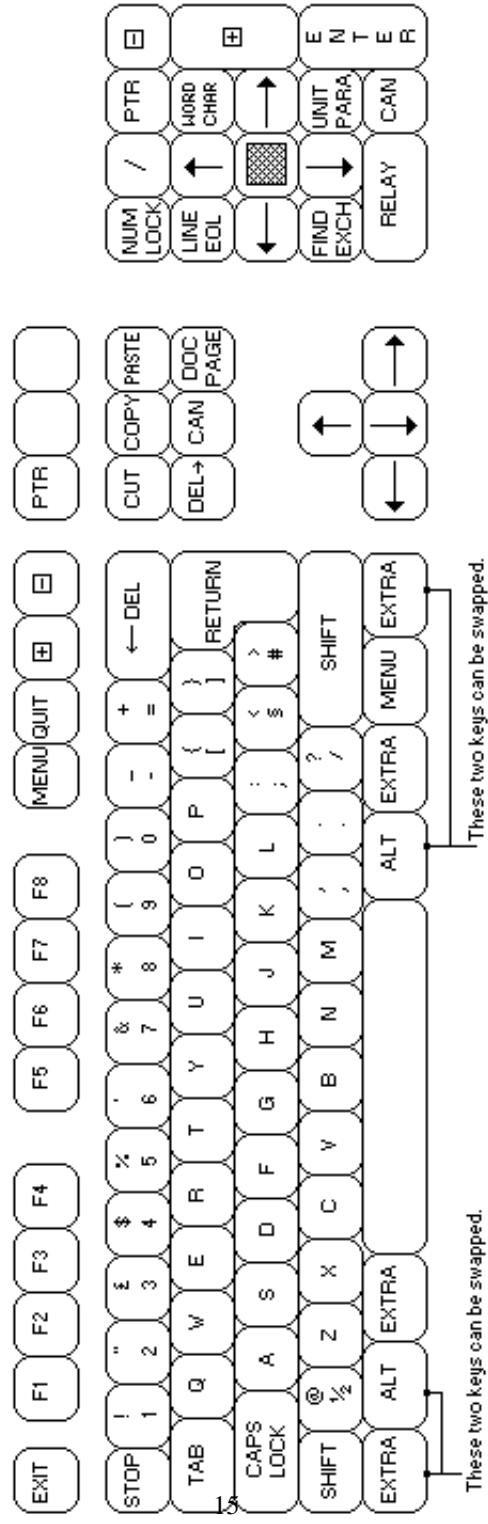 EXIT F1 F2 F3 F4 F5 F6 F7 F8 MENU QUIT + - PTR
STOP ! 1 " 2 £ 3 $ 4 % 5 ' 6 & 7 * 8 ( 9 ) 0 - - + = ← DEL CUT COPY PASTE NUM LOCK / PTR -
TAB Q W E R T Y U I O P { [ } ] RETURN DEL→ CAN DOC PAGE LINE EOL ↑ WORD CHAR +
CAPS LOCK A S D F G H J K L : ; < § > # ← →
SHIFT @ ½ Z X C V B N M , . ? / SHIFT ↑ FIND EXCH ↓ UNIT PARA ENTER
EXTRA ALT EXTRA ALT EXTRA MENU EXTRA ← ↓ → RELAY CAN
These two keys can be swapped.
These two keys can be swapped.
15